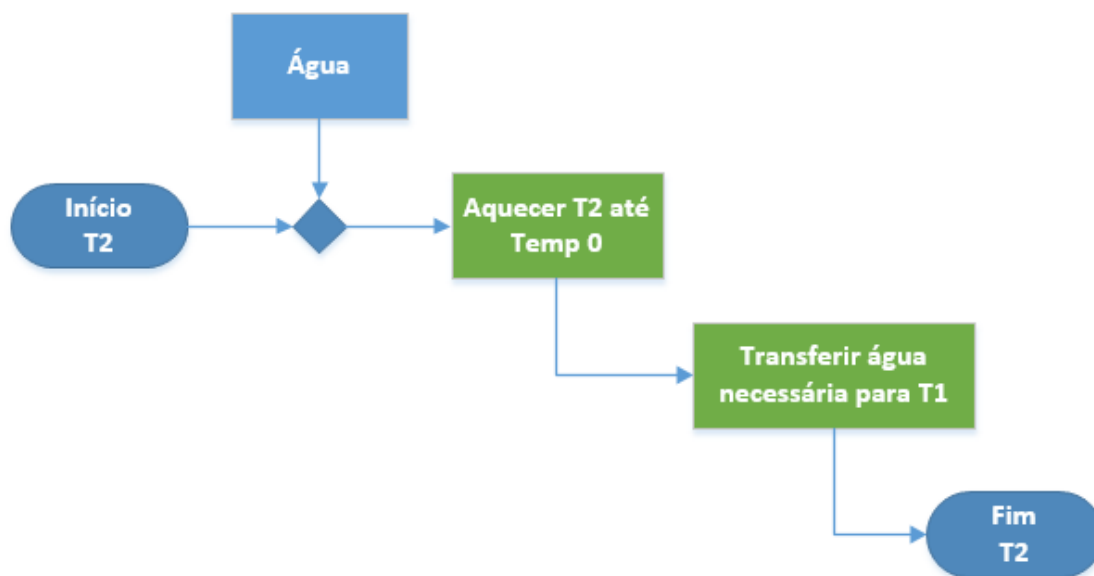 Água
Início
T2
Aquecer T2 até
Temp 0
Transferir água
necessária para T1
Fim
T2